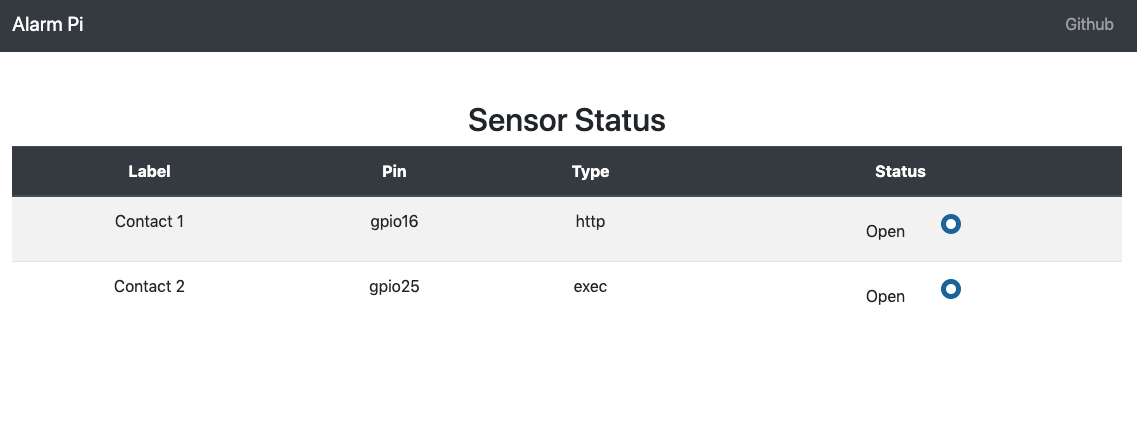 Alarm Pi Github
Sensor Status
Label Pin Type Status
Contact 1 gpio16 http Open
Contact 2 gpio25 exec Open